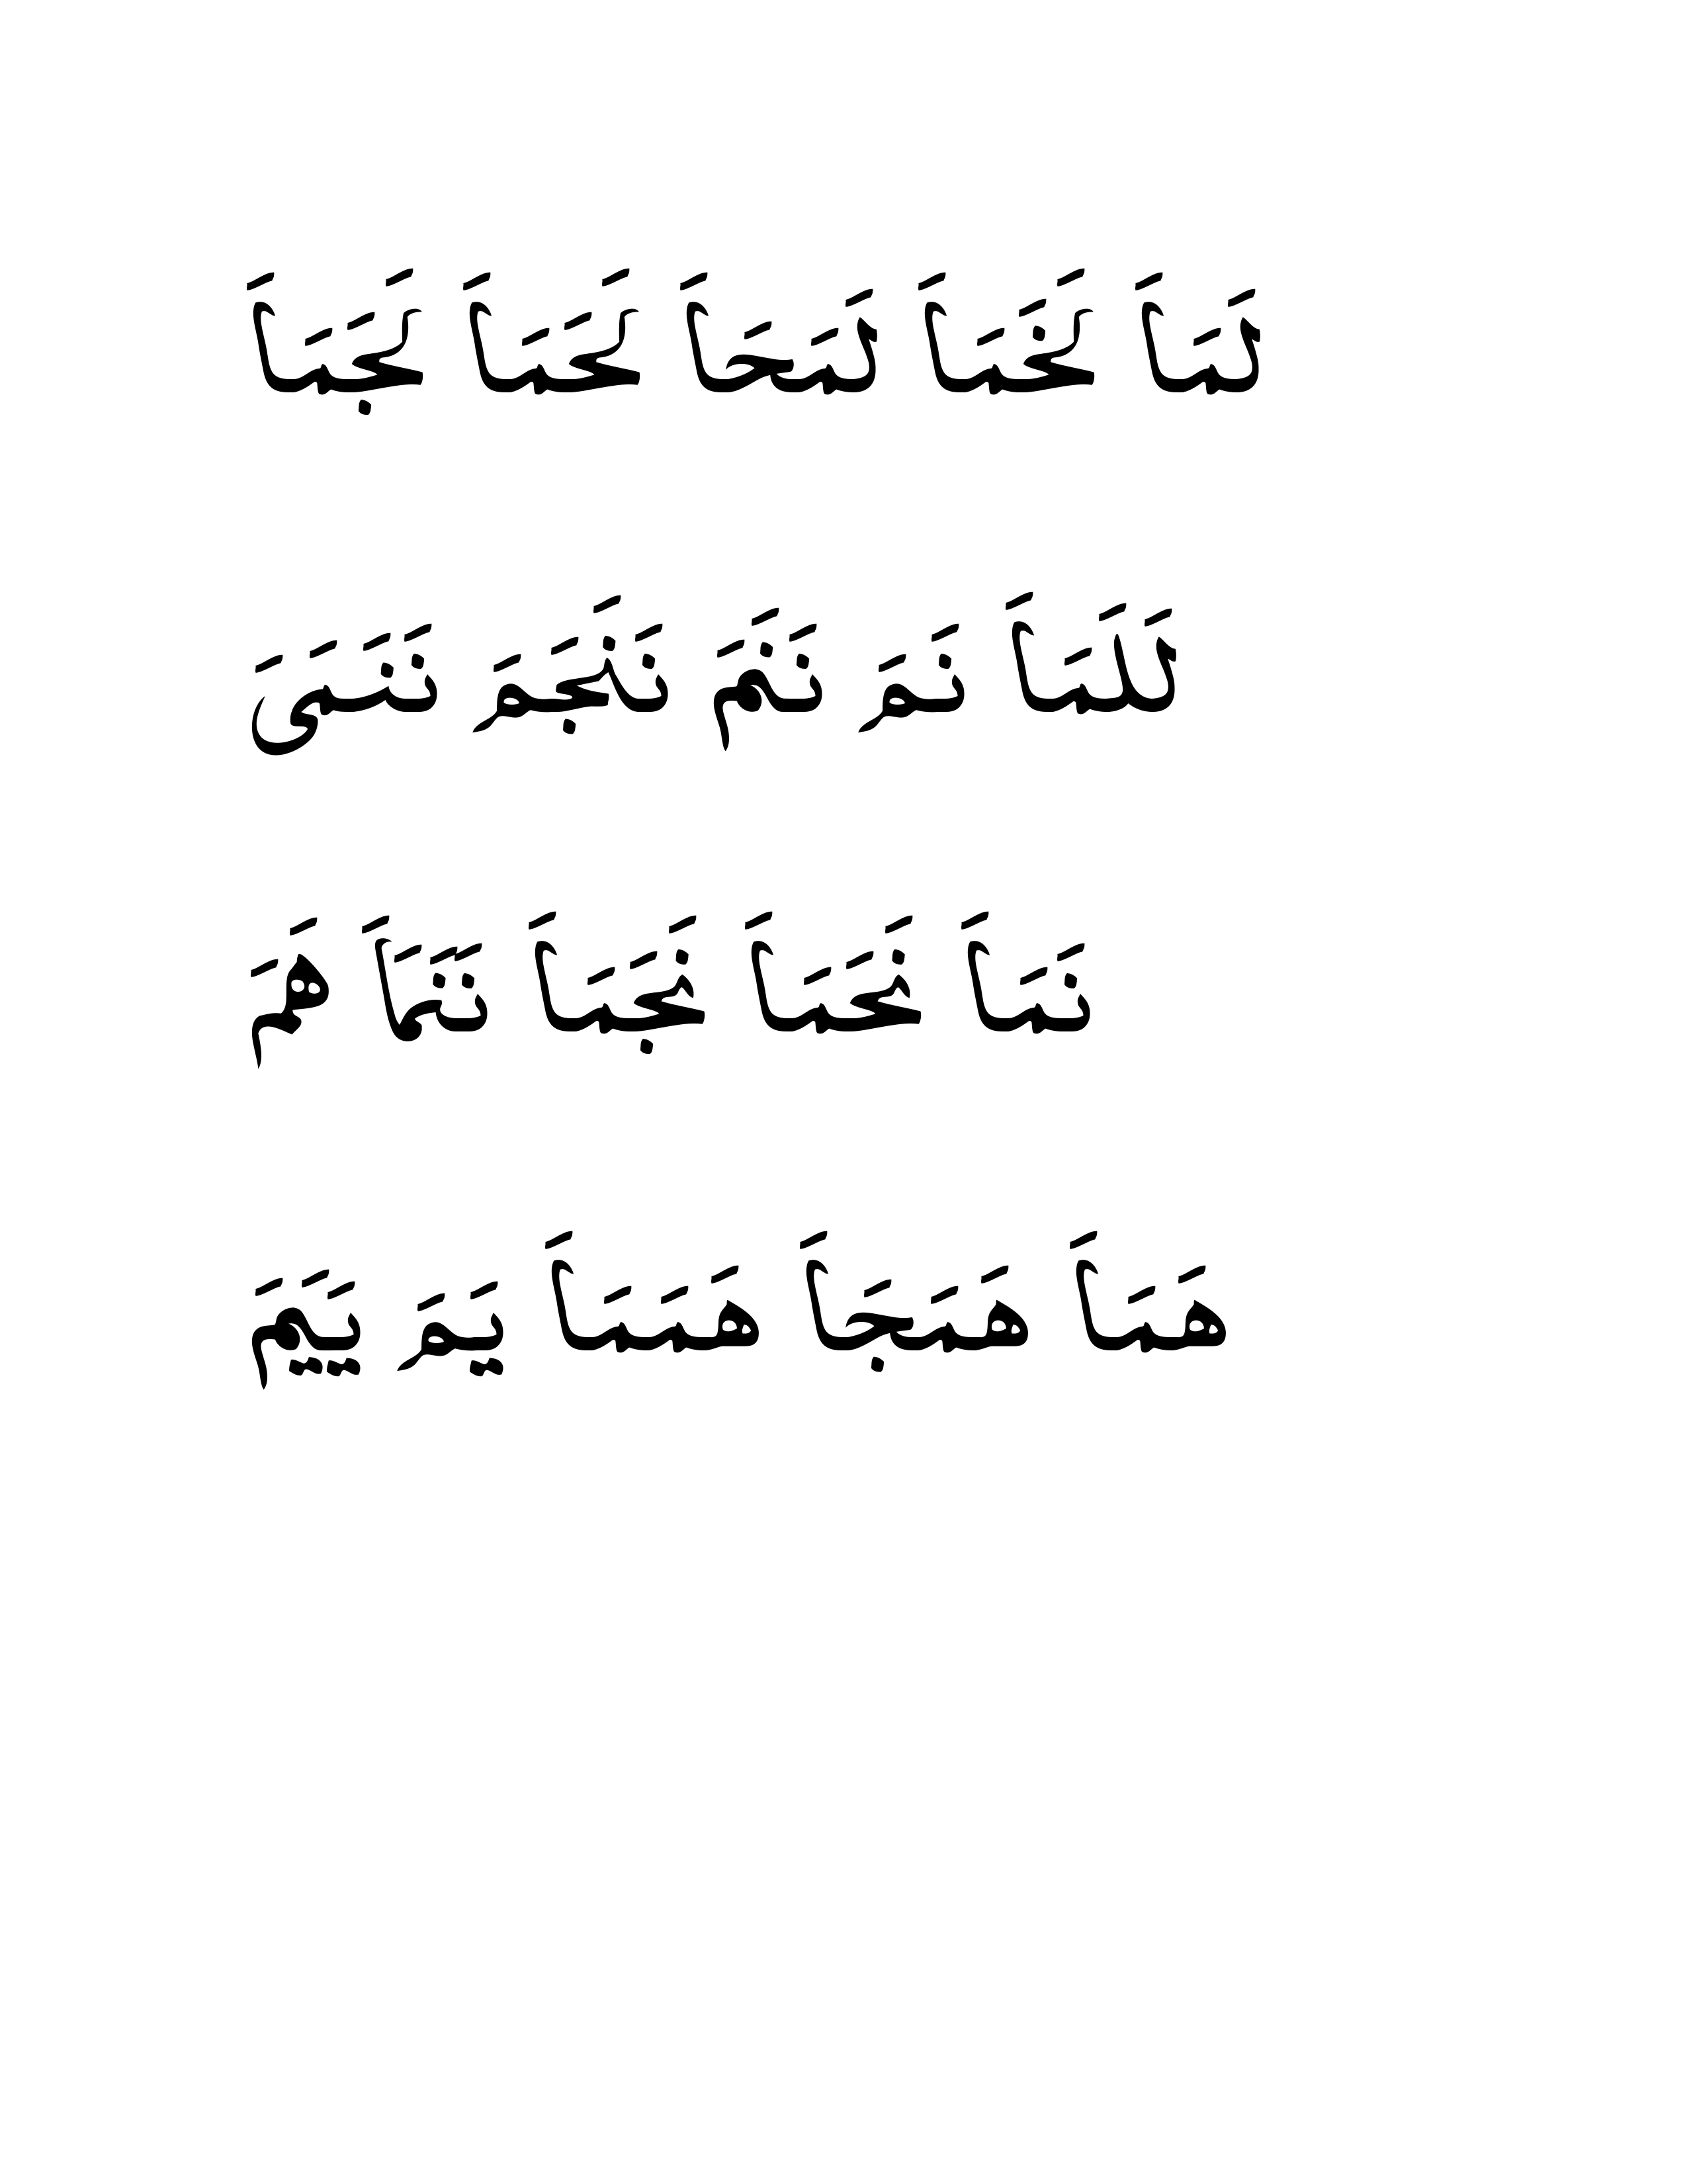 لَمَاَ لَخَمَاَ لَمَحَاَ لَحَمَاَ لَجَمَاَ
لَلَمَاَ نَمَ نَنَمَ نَنَجَمَ نَنَمَىَ
نَمَاَ نَحَمَاَ نَجَمَاَ نَنَمَاَ هَمَ
هَمَاَ هَمَجَاَ هَمَمَاَ يَمَ يَيَمَ